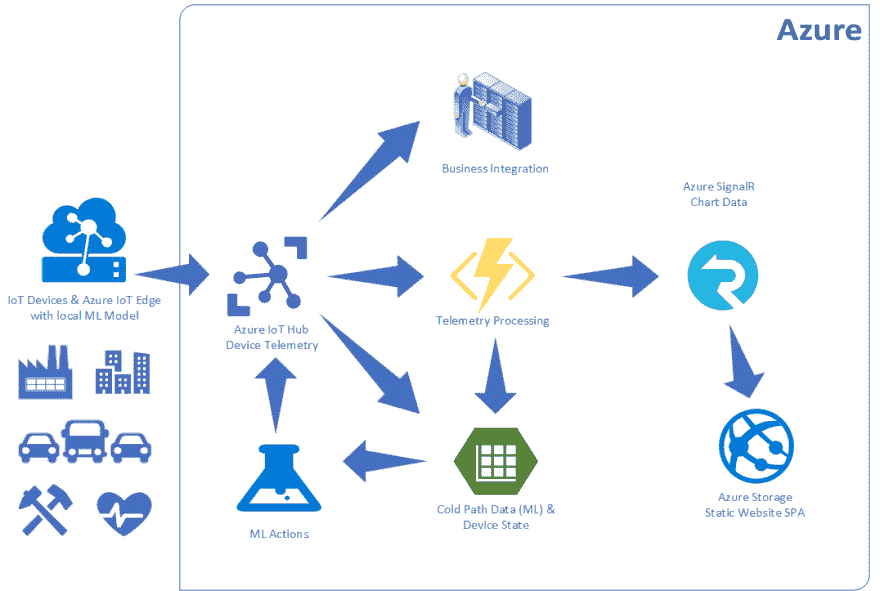 Azure
Business Integration
Azure SignalR
Chart Data
IoT Devices & Azure IoT Edge
with local ML Model
Azure IoT Hub
Device Telemetry
Telemetry Processing
Cold Path Data (ML) &
Device State
Azure Storage
Static Website SPA
ML Actions